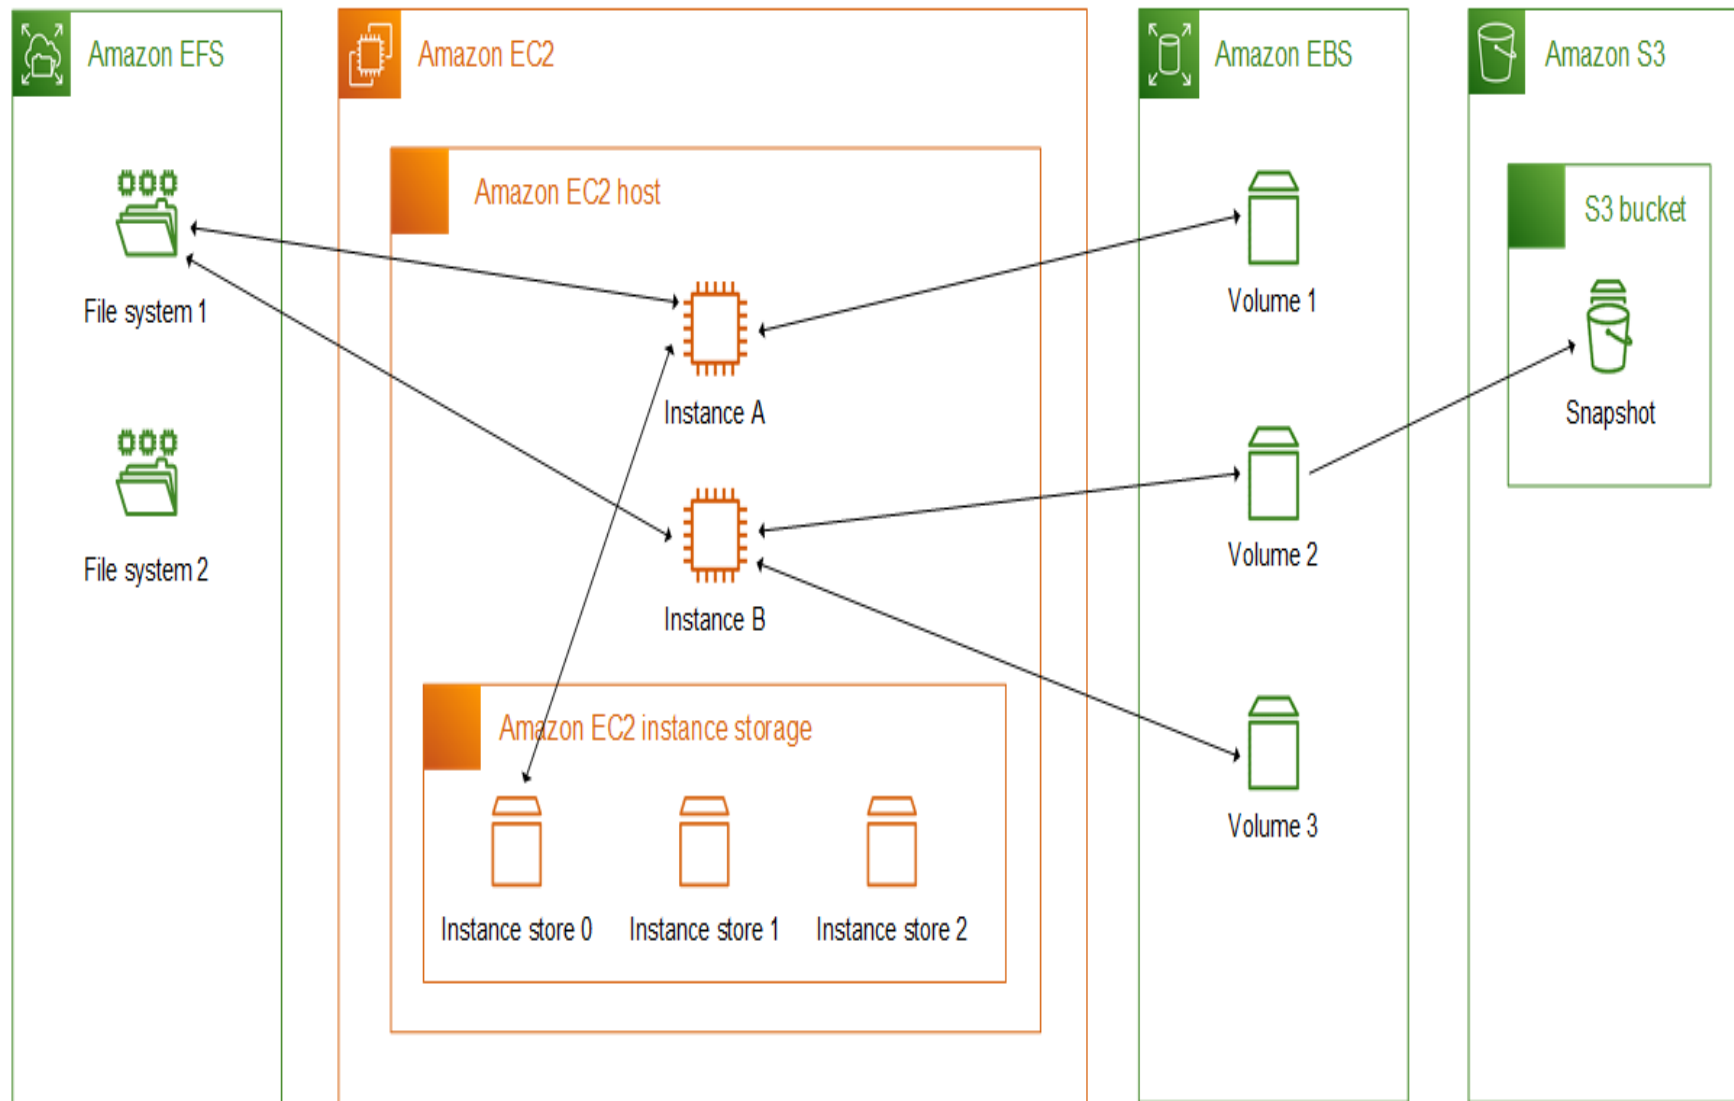 Amazon EFS
Amazon EC2
Amazon EBS
Amazon S3
Amazon EC2 host
S3 bucket
File system 1
Volume 1
Instance A
Snapshot
File system 2
Volume 2
Instance B
Amazon EC2 instance storage
Volume 3
Instance store 0
Instance store 1
Instance store 2